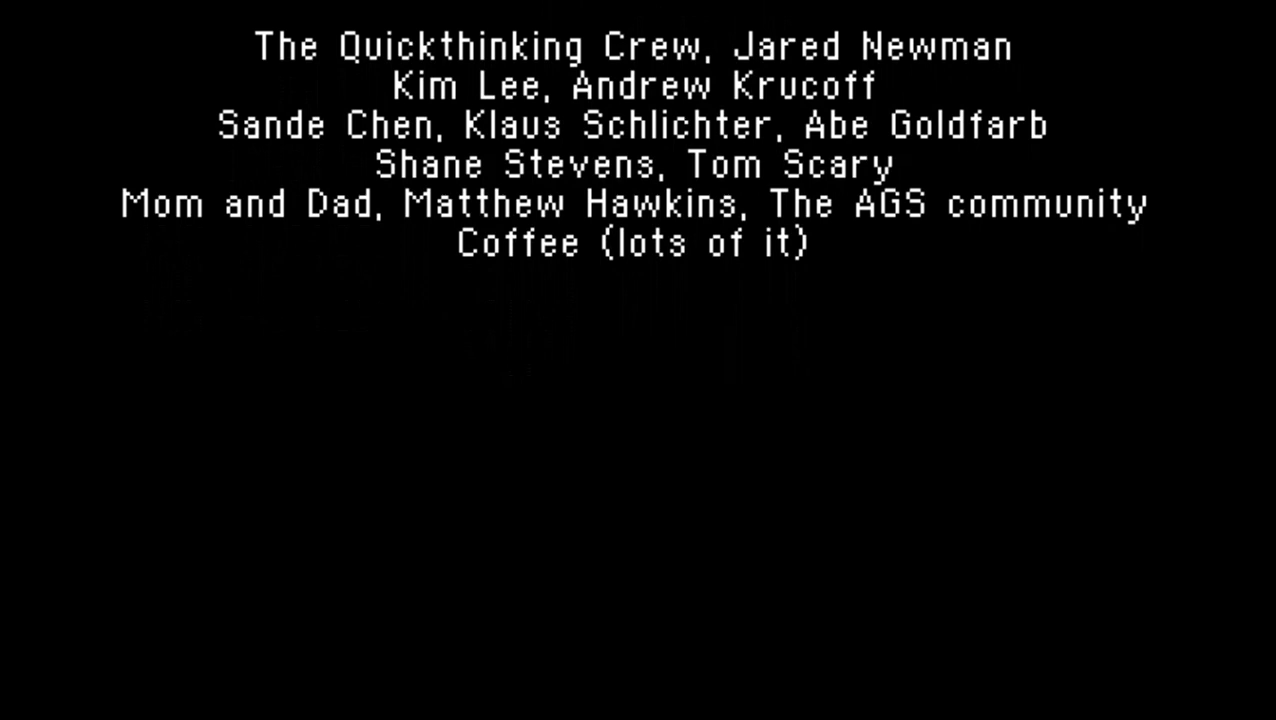 The Quickthinking Crew, Jared Newman
Kim Lee, Andrew Krucoff
Sande Chen, Klaus Schlichter, Abe Goldfarb
Shane Stevens, Tom Scary
Mom and Dad, Matthew Hawkins, The AGS community
Coffee (lots of it)